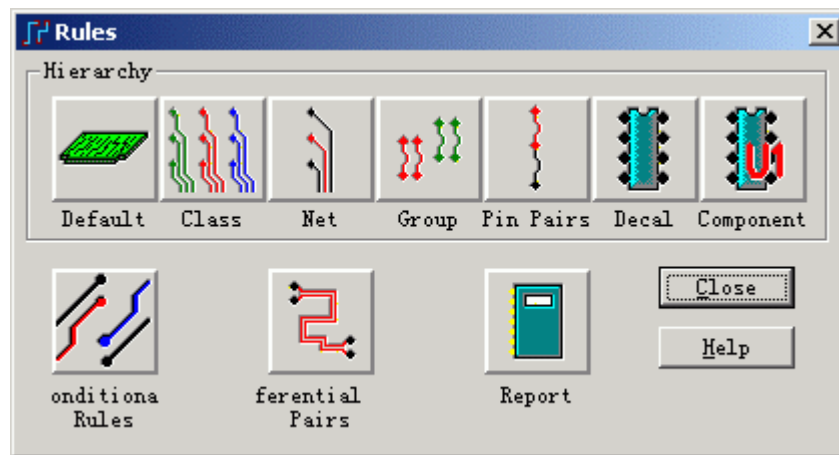 Rules
Hierarchy
Default Class Net Group Pin Pairs Decal Component
U1
onditiona Rules
ferential Pairs
Report
Close
Help